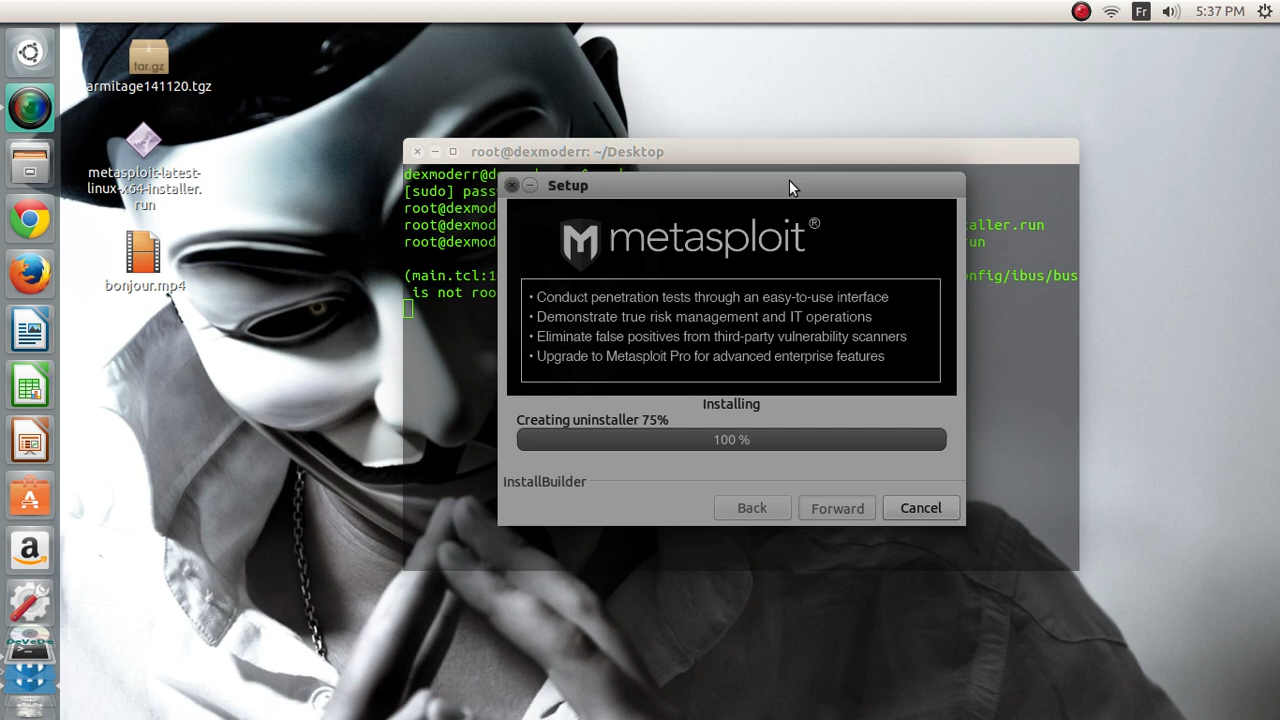 Fr
5:37 PM
armitage141120.tgz
tar.gz
metasploit-latest-
linux-x64-installer.
run
bonjour.mp4
root@dexmoderr: ~/Desktop
dexmoderr@d
[sudo] pass
root@dexmod
root@dexmod aller.run
root@dexmod run
(main.tcl:1 onfig/ibus/bus
is not roo
Setup
metasploit®
• Conduct penetration tests through an easy-to-use interface
• Demonstrate true risk management and IT operations
• Eliminate false positives from third-party vulnerability scanners
• Upgrade to Metasploit Pro for advanced enterprise features
Installing
Creating uninstaller 75%
100 %
InstallBuilder
Back
Forward
Cancel
DeVeDe